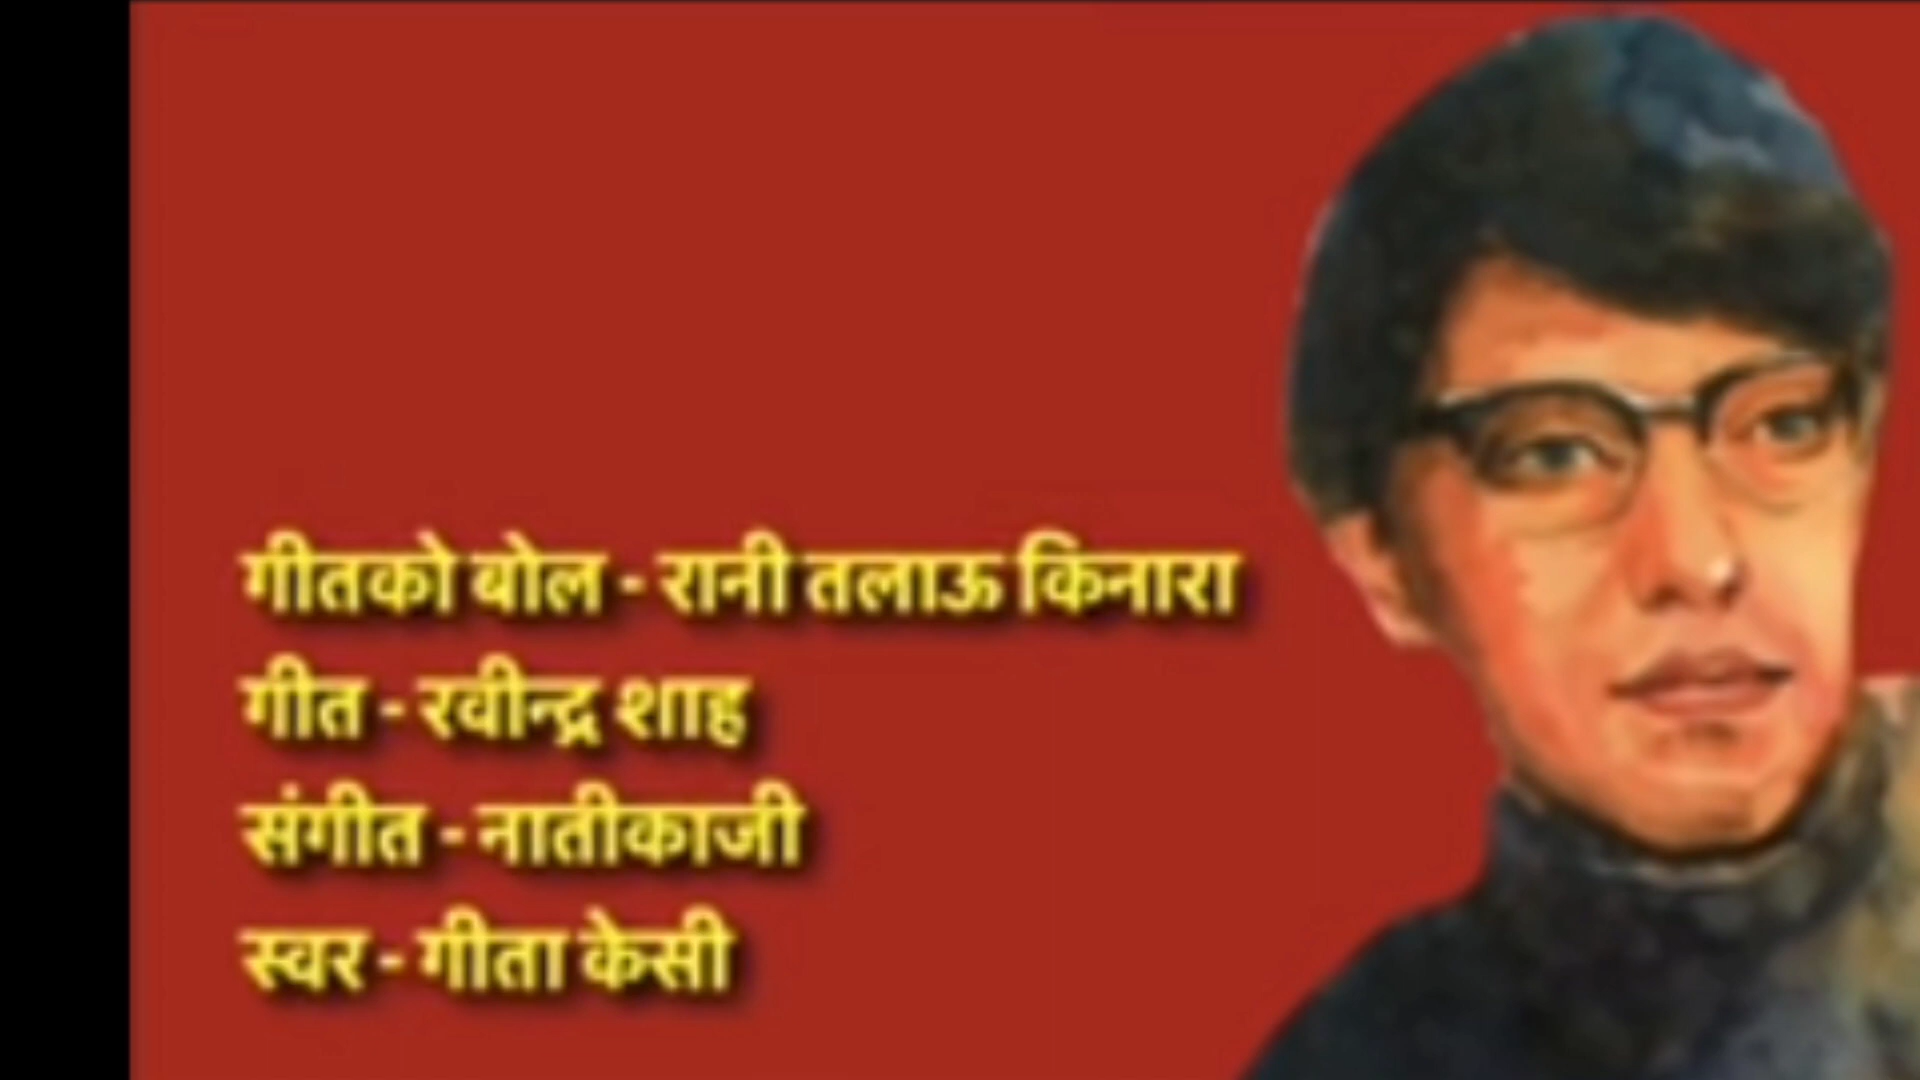 गीतको बोल - रानी तलाऊ किनारा
गीत - रवीन्द्र शाह
संगीत - नातीकाजी
स्वर - गीता केसी